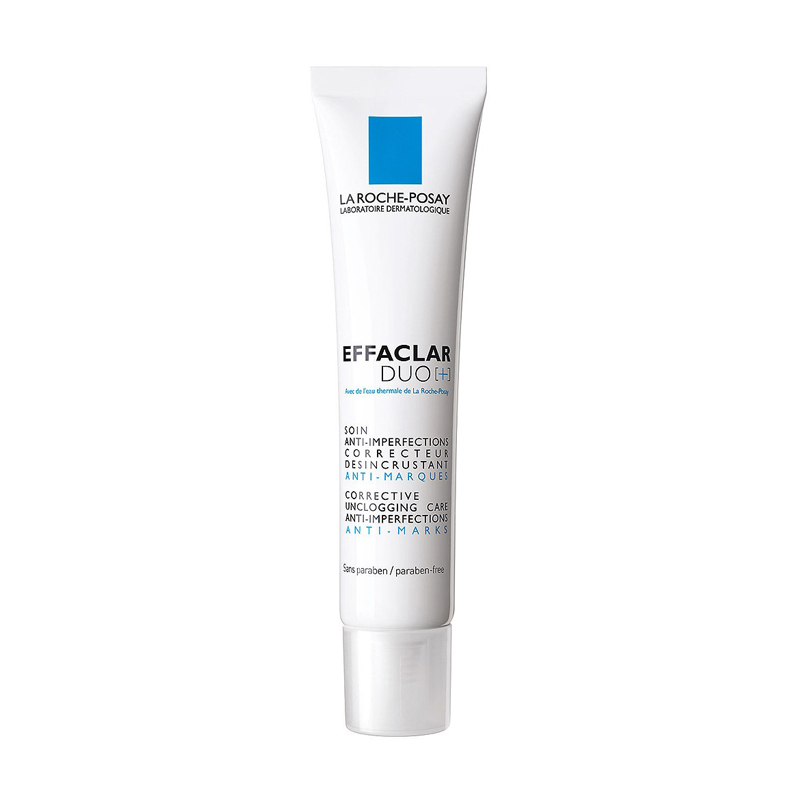 LA ROCHE-POSAY
LABORATOIRE DERMATOLOGIQUE
EFFACLAR
DUO[+]
Avec de l'eau thermale de La Roche-Posay
SOIN
ANTI-IMPERFECTIONS
CORRECTEUR
DESINCRUSTANT
ANTI-MARQUES
CORRECTIVE
UNCLOGGING CARE
ANTI-IMPERFECTIONS
ANTI-MARKS
Sans paraben / paraben-free